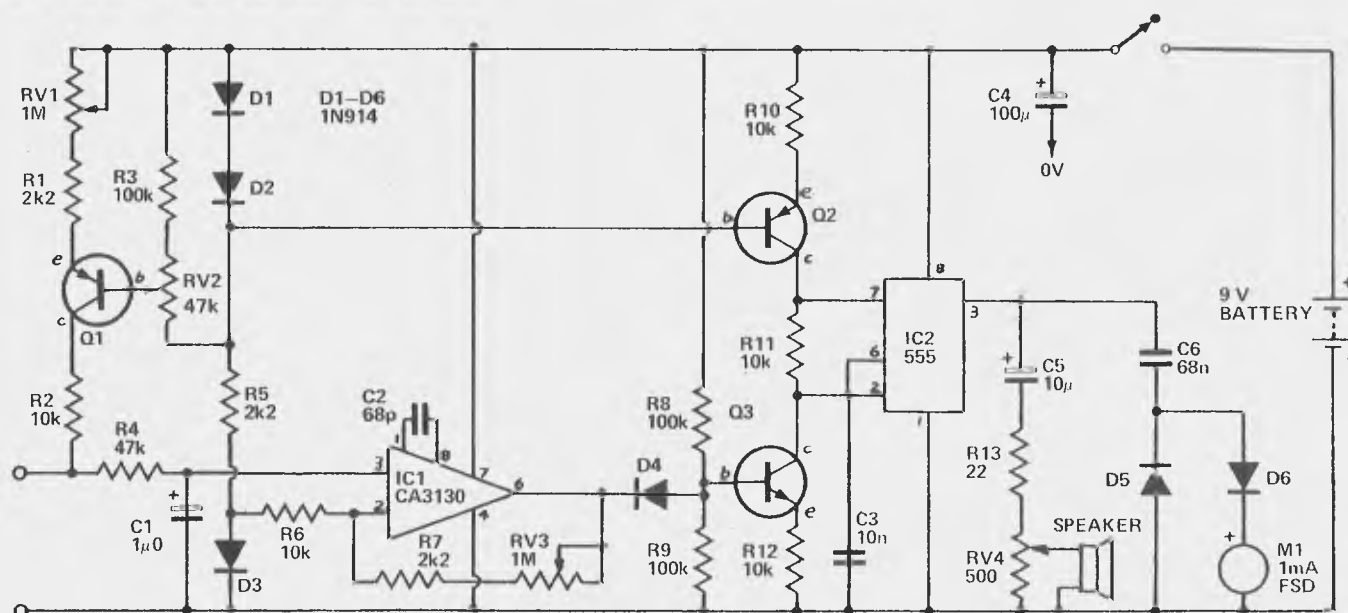 RV1
1M
R1
2k2
R3
100k
e
b
c
Q1
RV2
47k
R2
10k
R4
47k
C1
+
1µ0
D1
D1–D6
1N914
D2
R5
2k2
R6
10k
D3
C2
68p
1
8
3
2
IC1
CA3130
7
4
6
R7
2k2
RV3
1M
D4
R8
100k
R9
100k
R10
10k
e
b
Q2
c
R11
10k
Q3
c
b
e
R12
10k
7
6
2
8
3
1
IC2
555
C3
10n
+
C4
100µ
0V
+
C5
10µ
R13
22
RV4
500
SPEAKER
C6
68n
D5
D6
+
M1
1mA
FSD
9 V
BATTERY
+
-